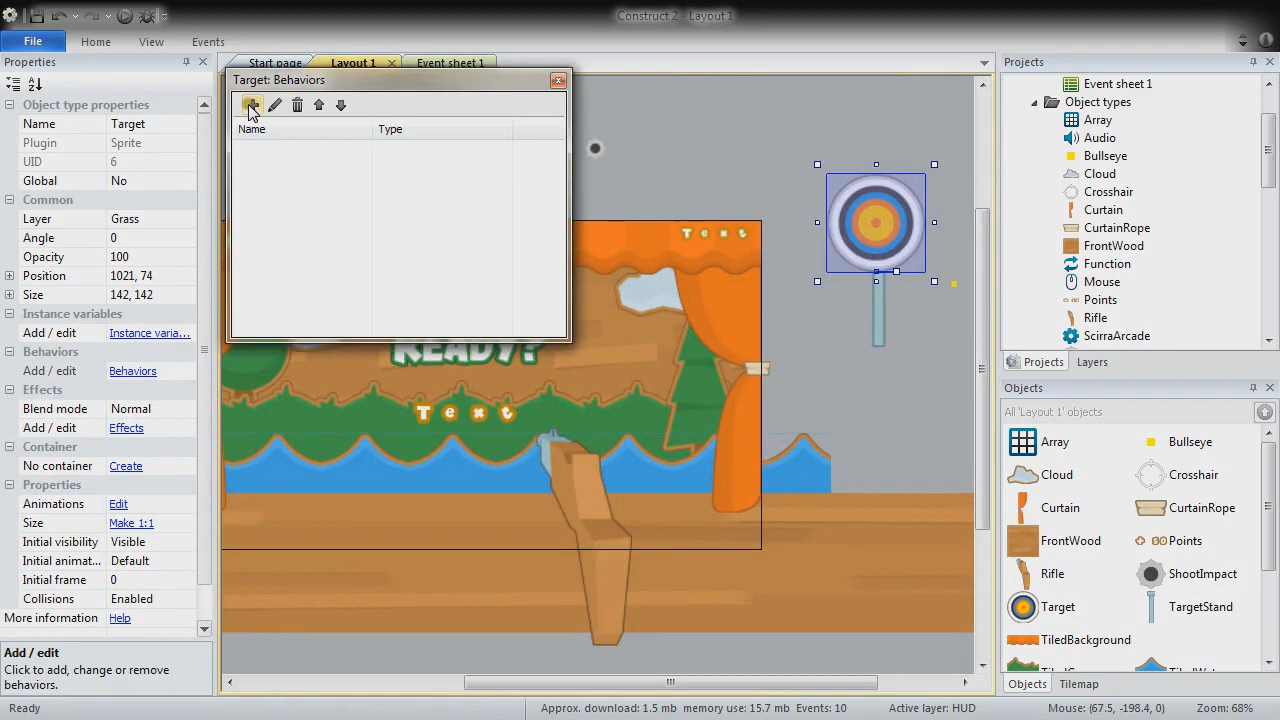 Construct 2 - Layout 1
File
Home
View
Events
Properties
Object type properties
Name Target
Plugin Sprite
UID 6
Global No
Common
Layer Grass
Angle 0
Opacity 100
Position 1021, 74
Size 142, 142
Instance variables
Add / edit Instance varia...
Behaviors
Add / edit Behaviors
Effects
Blend mode Normal
Add / edit Effects
Container
No container Create
Properties
Animations Edit
Size Make 1:1
Initial visibility Visible
Initial animat... Default
Initial frame 0
Collisions Enabled
More information Help
Add / edit
Click to add, change or remove
behaviors.
Start page
Layout 1
Event sheet 1
Target: Behaviors
Name Type
Text
READY?
Text
Projects
Event sheet 1
Object types
Array
Audio
Bullseye
Cloud
Crosshair
Curtain
CurtainRope
FrontWood
Function
Mouse
Points
Rifle
ScirraArcade
Projects Layers
Objects
All 'Layout 1' objects
Array Bullseye
Cloud Crosshair
Curtain CurtainRope
FrontWood Points
Rifle ShootImpact
Target TargetStand
TiledBackground
Objects Tilemap
Ready
Approx. download: 1.5 mb memory use: 15.7 mb Events: 10
Active layer: HUD
Mouse: (67.5, -198.4, 0)
Zoom: 68%